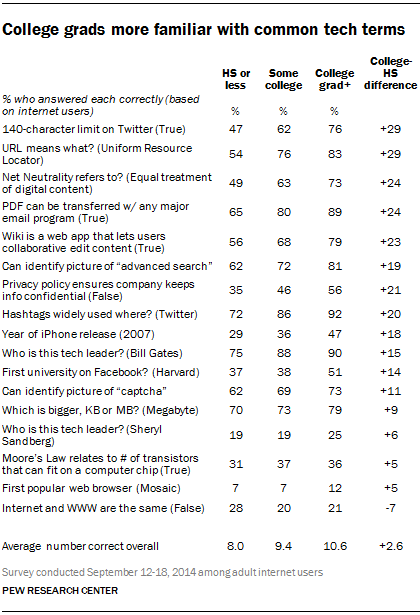 College grads more familiar with common tech terms
HS or less Some college College grad+ College-HS difference
% who answered each correctly (based on internet users) % % %
140-character limit on Twitter (True) 47 62 76 +29
URL means what? (Uniform Resource Locator) 54 76 83 +29
Net Neutrality refers to? (Equal treatment of digital content) 49 63 73 +24
PDF can be transferred w/ any major email program (True) 65 80 89 +24
Wiki is a web app that lets users collaborative edit content (True) 56 68 79 +23
Can identify picture of “advanced search” 62 72 81 +19
Privacy policy ensures company keeps info confidential (False) 35 46 56 +21
Hashtags widely used where? (Twitter) 72 86 92 +20
Year of iPhone release (2007) 29 36 47 +18
Who is this tech leader? (Bill Gates) 75 88 90 +15
First university on Facebook? (Harvard) 37 38 51 +14
Can identify picture of “captcha” 62 69 73 +11
Which is bigger, KB or MB? (Megabyte) 70 73 79 +9
Who is this tech leader? (Sheryl Sandberg) 19 19 25 +6
Moore’s Law relates to # of transistors that can fit on a computer chip (True) 31 37 36 +5
First popular web browser (Mosaic) 7 7 12 +5
Internet and WWW are the same (False) 28 20 21 -7
Average number correct overall 8.0 9.4 10.6 +2.6
Survey conducted September 12-18, 2014 among adult internet users
PEW RESEARCH CENTER